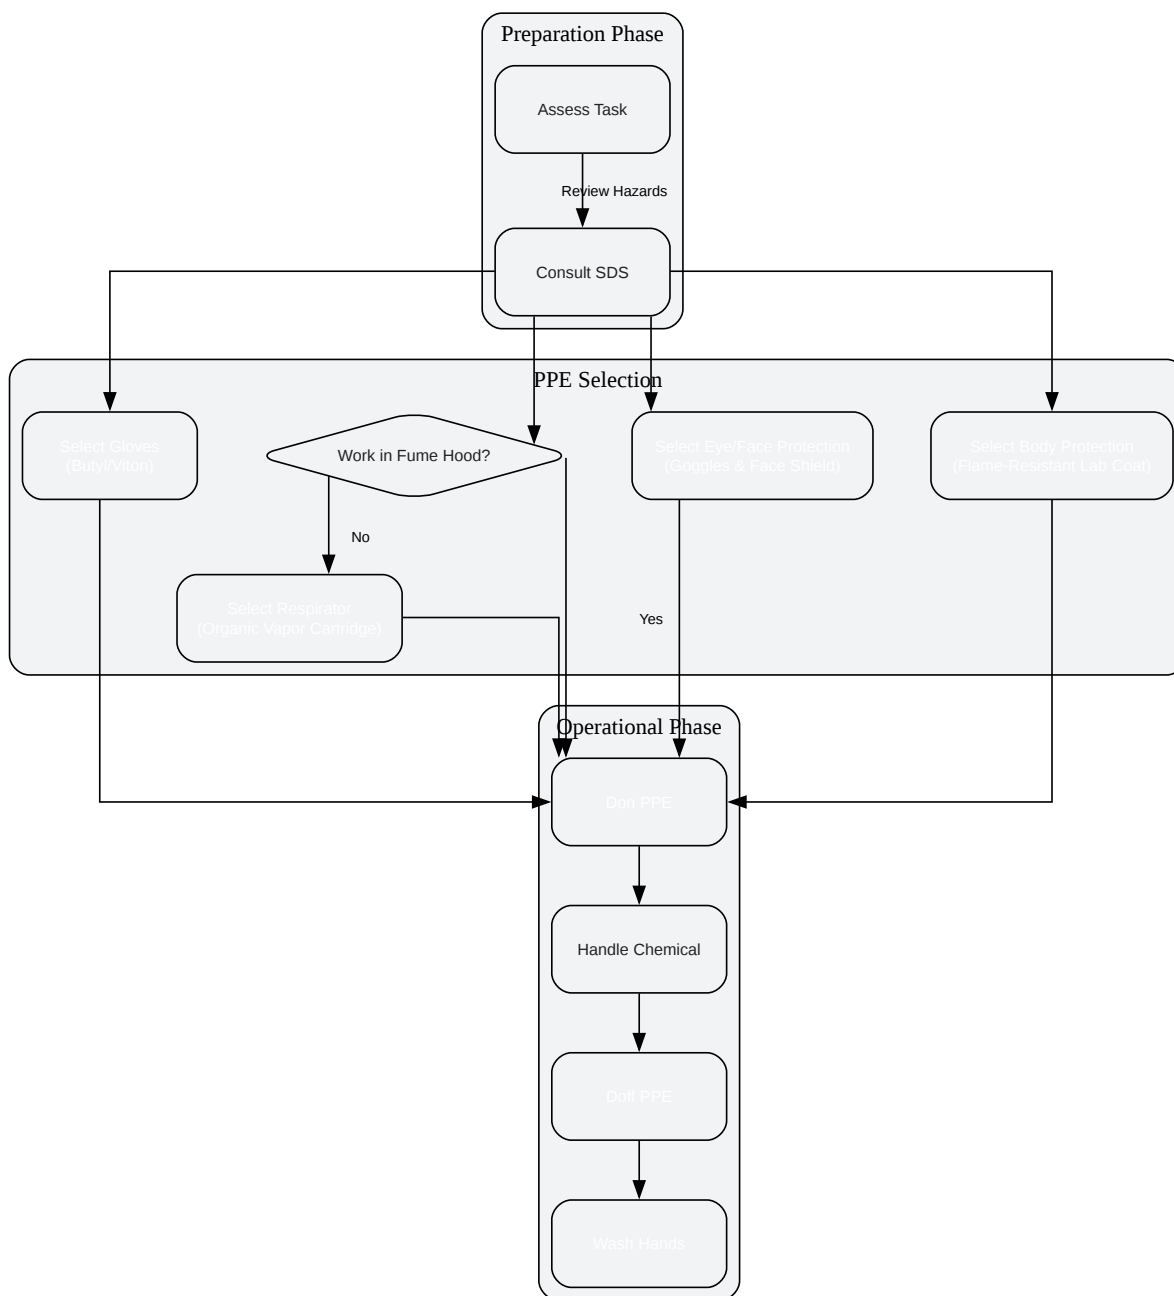 Preparation Phase
Assess Task
Review Hazards
Consult SDS
PPE Selection
Select Gloves
(Butyl/Viton)
Work in Fume Hood?
Select Eye/Face Protection
(Goggles & Face Shield)
Select Body Protection
(Flame-Resistant Lab Coat)
No
Select Respirator
(Organic Vapor Cartridge)
Yes
Operational Phase
Don PPE
Handle Chemical
Doff PPE
Wash Hands